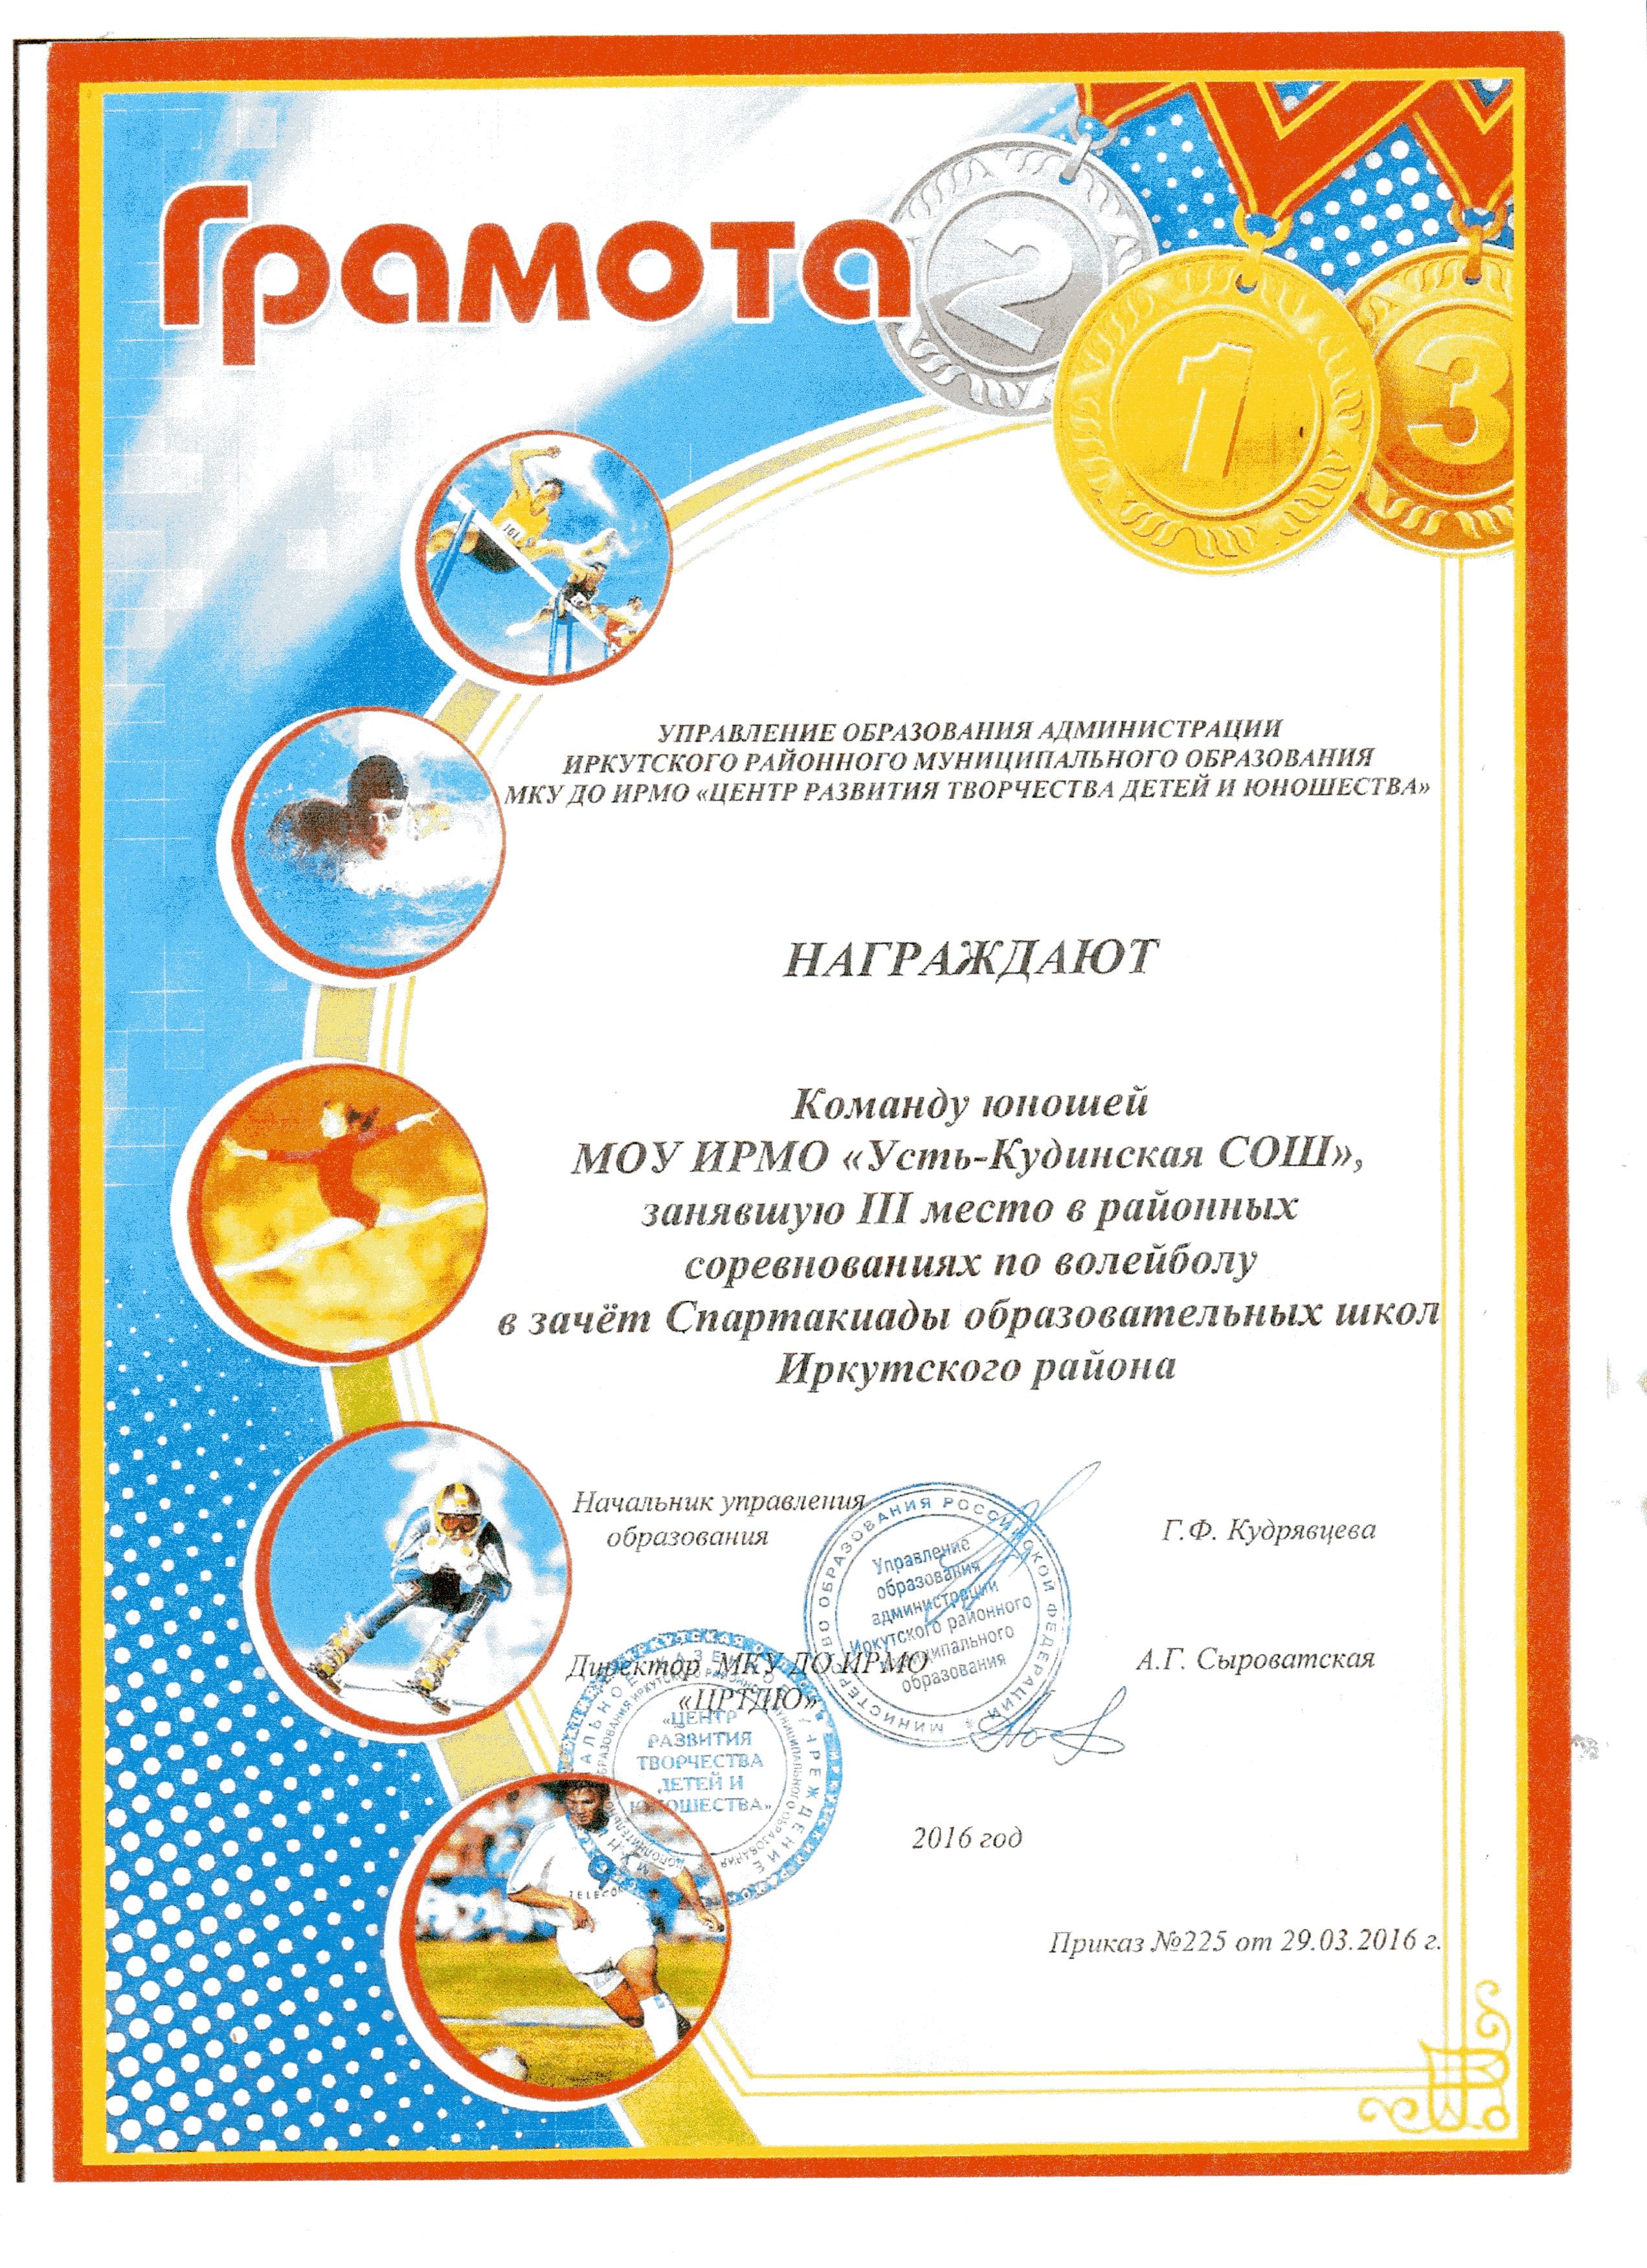 Грамота
2
1
3
101
УПРАВЛЕНИЕ ОБРАЗОВАНИЯ АДМИНИСТРАЦИИ
ИРКУТСКОГО РАЙОННОГО МУНИЦИПАЛЬНОГО ОБРАЗОВАНИЯ
МКУ ДО ИРМО «ЦЕНТР РАЗВИТИЯ ТВОРЧЕСТВА ДЕТЕЙ И ЮНОШЕСТВА»
НАГРАЖДАЮТ
Команду юношей
МОУ ИРМО «Усть-Кудинская СОШ»,
занявшую III место в районных
соревнованиях по волейболу
в зачёт Спартакиады образовательных школ
Иркутского района
Начальник управления
образования
Г.Ф. Кудрявцева
МИНИСТЕРСТВО ОБРАЗОВАНИЯ РОССИЙСКОЙ ФЕДЕРАЦИИ
Управление
образования
администрации
Иркутского районного
муниципального
образования
Директор МКУ ДО ИРМО
«ЦРТДЮ»
А.Г. Сыроватская
«ЦЕНТР
РАЗВИТИЯ
ТВОРЧЕСТВА
ДЕТЕЙ И
ЮНОШЕСТВА»
9
2016 год
Приказ №225 от 29.03.2016 г.